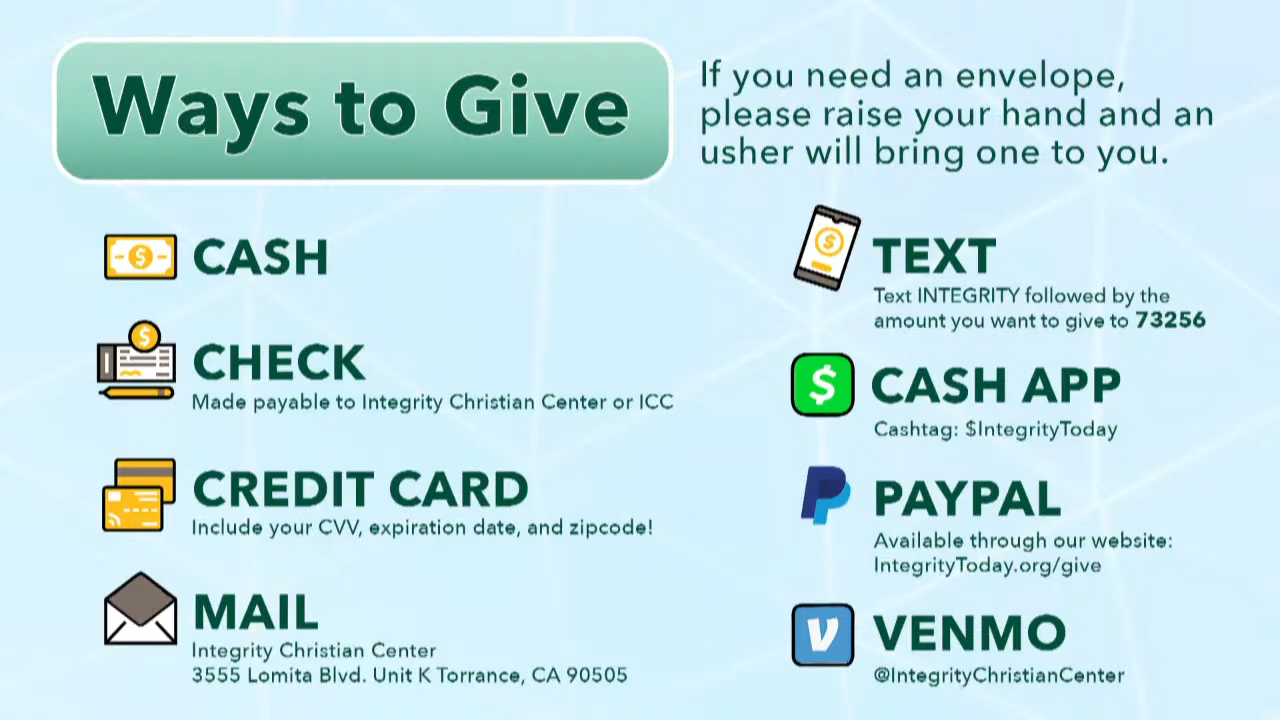 Ways to Give
If you need an envelope,
please raise your hand and an
usher will bring one to you.
CASH
CHECK
Made payable to Integrity Christian Center or ICC
CREDIT CARD
Include your CVV, expiration date, and zipcode!
MAIL
Integrity Christian Center
3555 Lomita Blvd. Unit K Torrance, CA 90505
TEXT
Text INTEGRITY followed by the
amount you want to give to 73256
CASH APP
Cashtag: $IntegrityToday
PAYPAL
Available through our website:
IntegrityToday.org/give
VENMO
@IntegrityChristianCenter